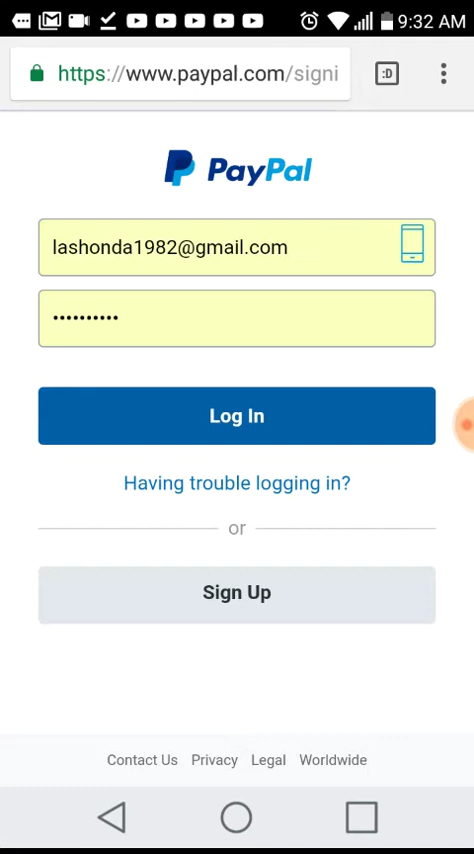 9:32 AM
https://www.paypal.com/signi
:D
PayPal
lashonda1982@gmail.com
••••••••••
Log In
Having trouble logging in?
or
Sign Up
Contact Us Privacy Legal Worldwide